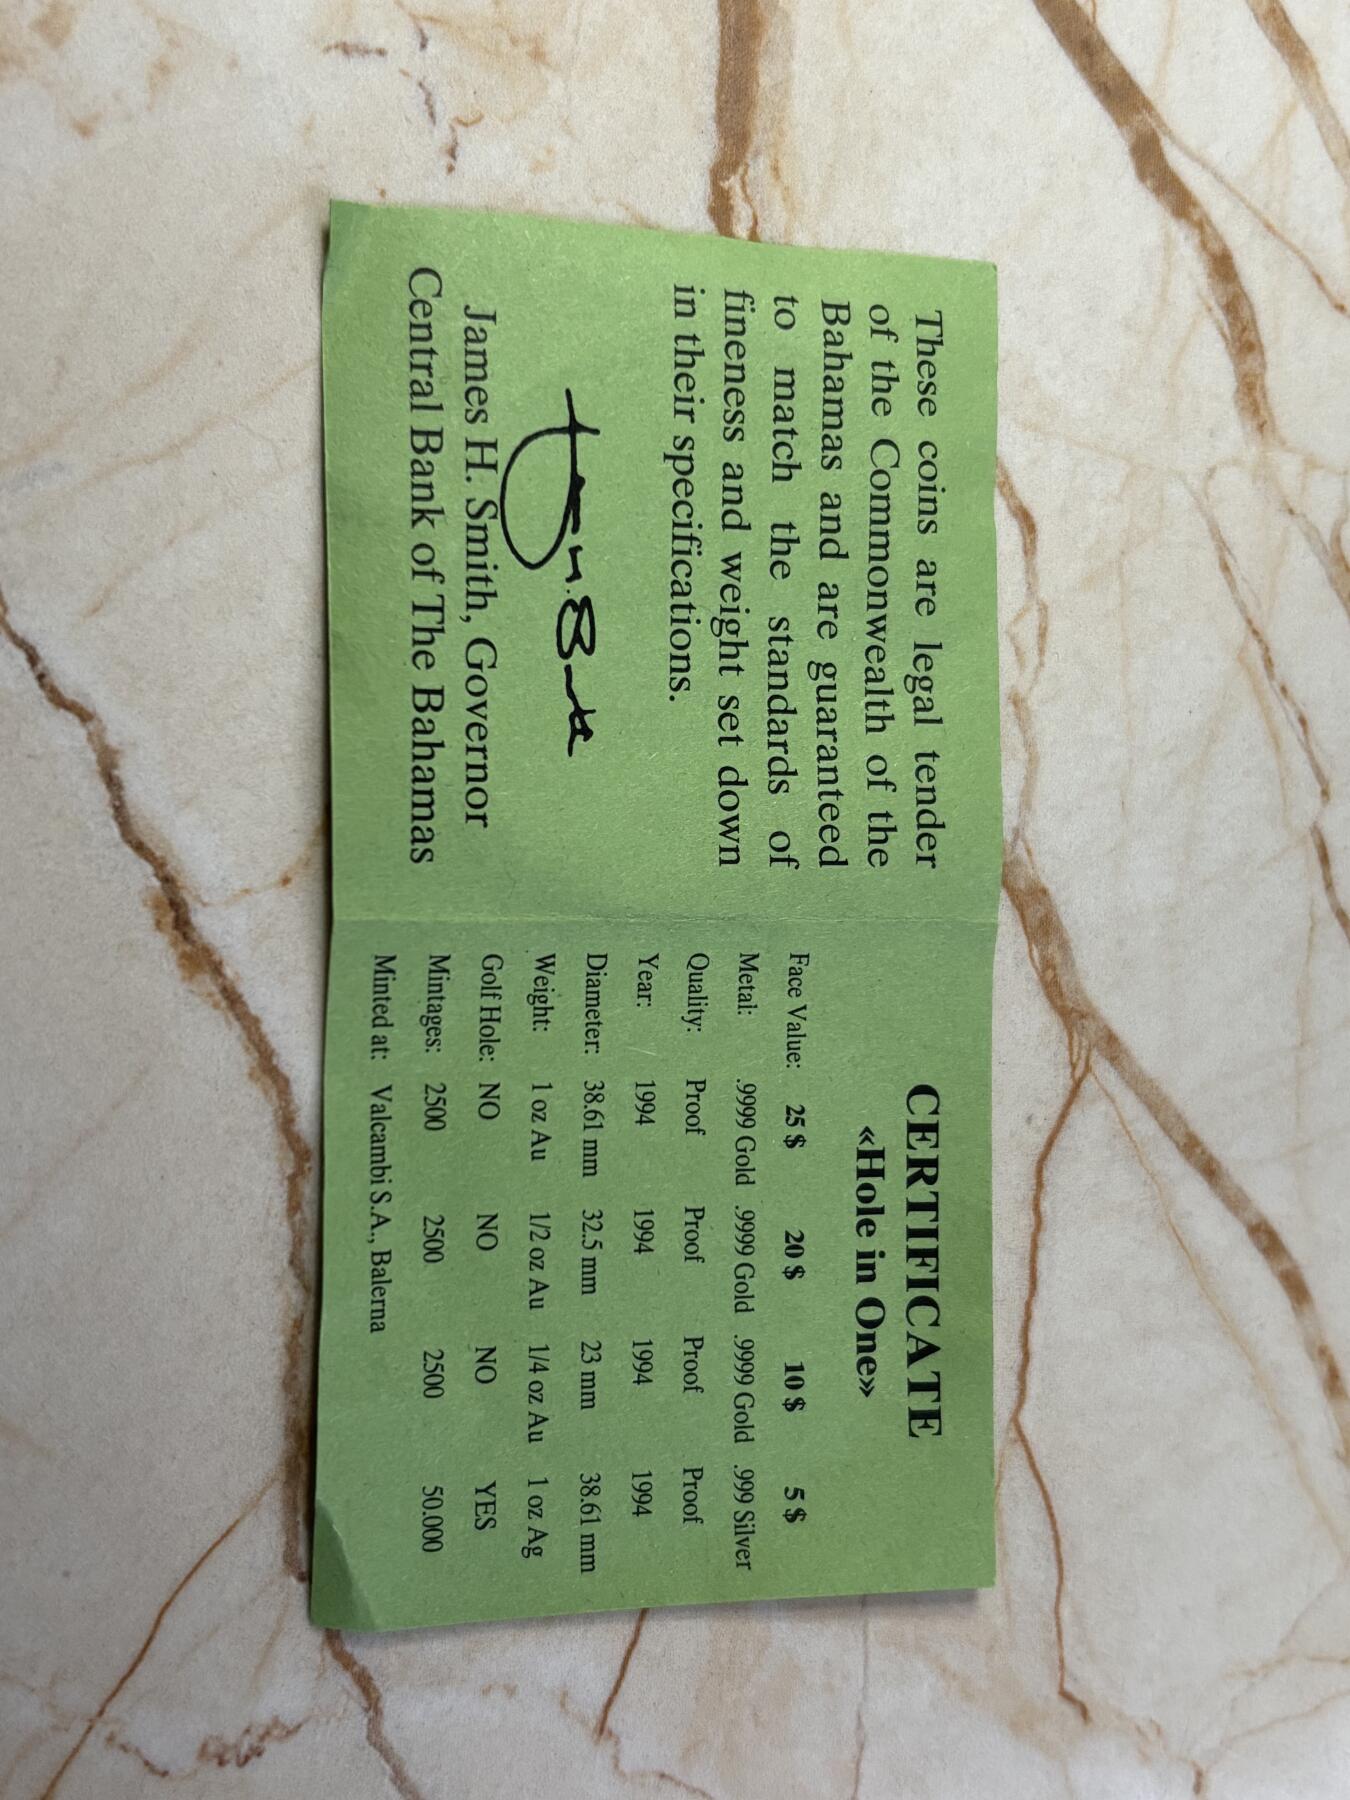 These coins are legal tender
of the Commonwealth of the
Bahamas and are guaranteed
to match the standards of
fineness and weight set down
in their specifications.
James H. Smith, Governor
Central Bank of The Bahamas
CERTIFICATE
«Hole in One»
Face Value: 25 $ 20 $ 10 $ 5 $
Metal: .9999 Gold .9999 Gold .9999 Gold .999 Silver
Quality: Proof Proof Proof Proof
Year: 1994 1994 1994 1994
Diameter: 38.61 mm 32.5 mm 23 mm 38.61 mm
Weight: 1 oz Au 1/2 oz Au 1/4 oz Au 1 oz Ag
Golf Hole: NO NO NO YES
Mintages: 2500 2500 2500 50.000
Minted at: Valcambi S.A., Balerna